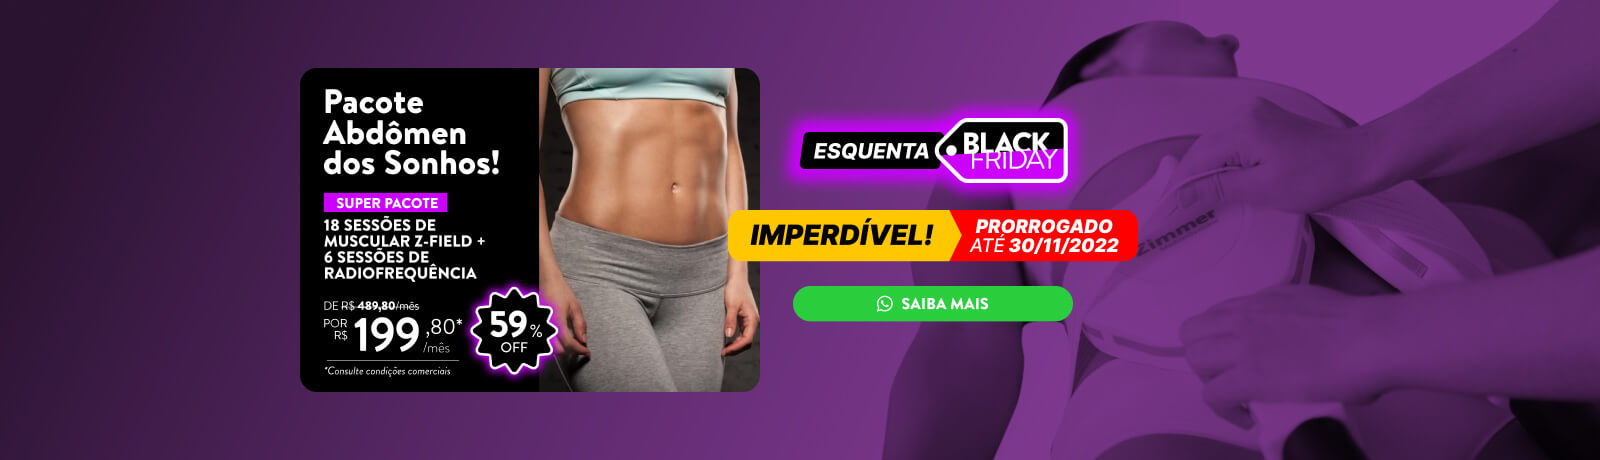 Pacote
Abdômen
dos Sonhos!
SUPER PACOTE
18 SESSÕES DE
MUSCULAR Z-FIELD +
6 SESSÕES DE
RADIOFREQUÊNCIA
DE R$ 489,80/mês
POR R$ 199,80*
/mês
*Consulte condições comerciais
59%
OFF
ESQUENTA
BLACK
FRIDAY
IMPERDÍVEL!
PRORROGADO
ATÉ 30/11/2022
SAIBA MAIS
Zimmer